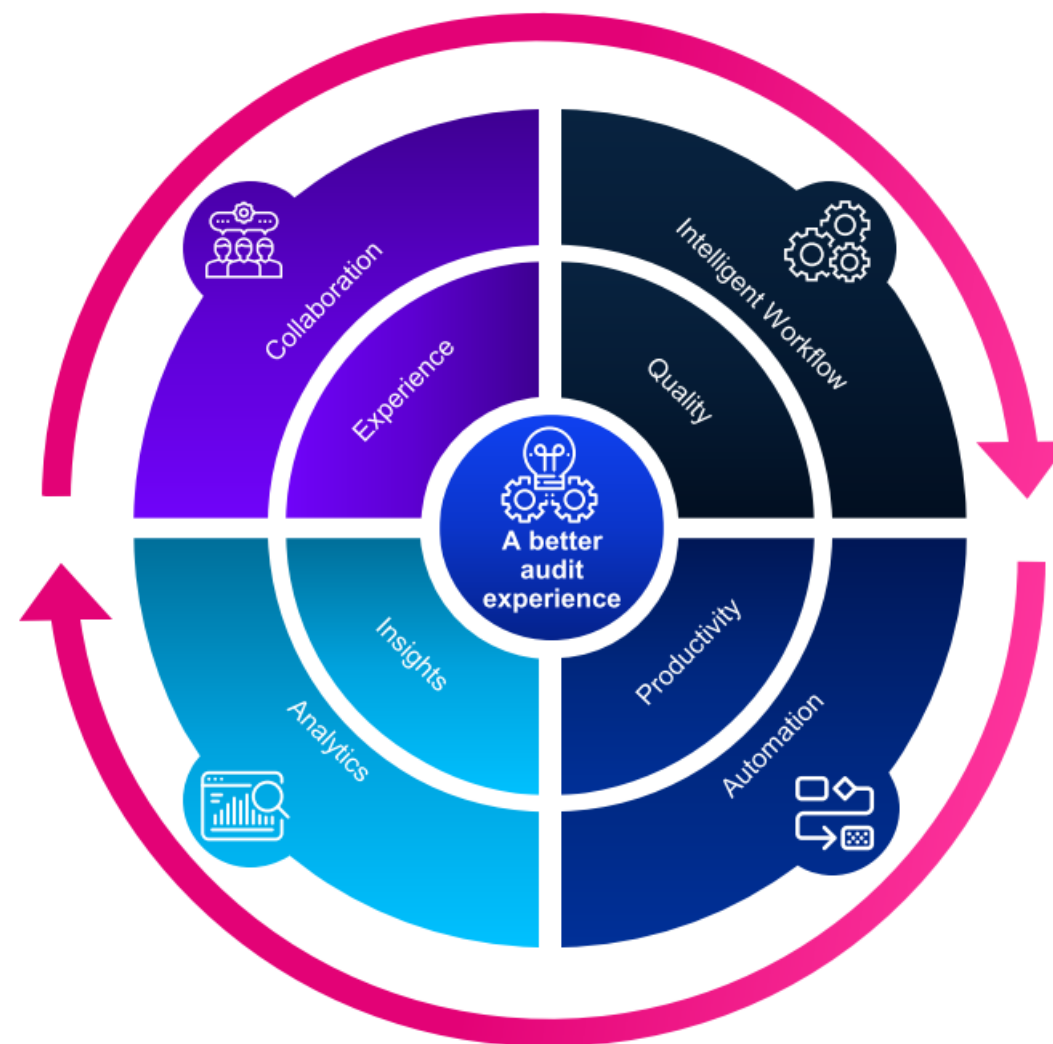 Collaboration
Experience
Intelligent Workflow
Quality
A better
audit
experience
Insights
Analytics
Productivity
Automation